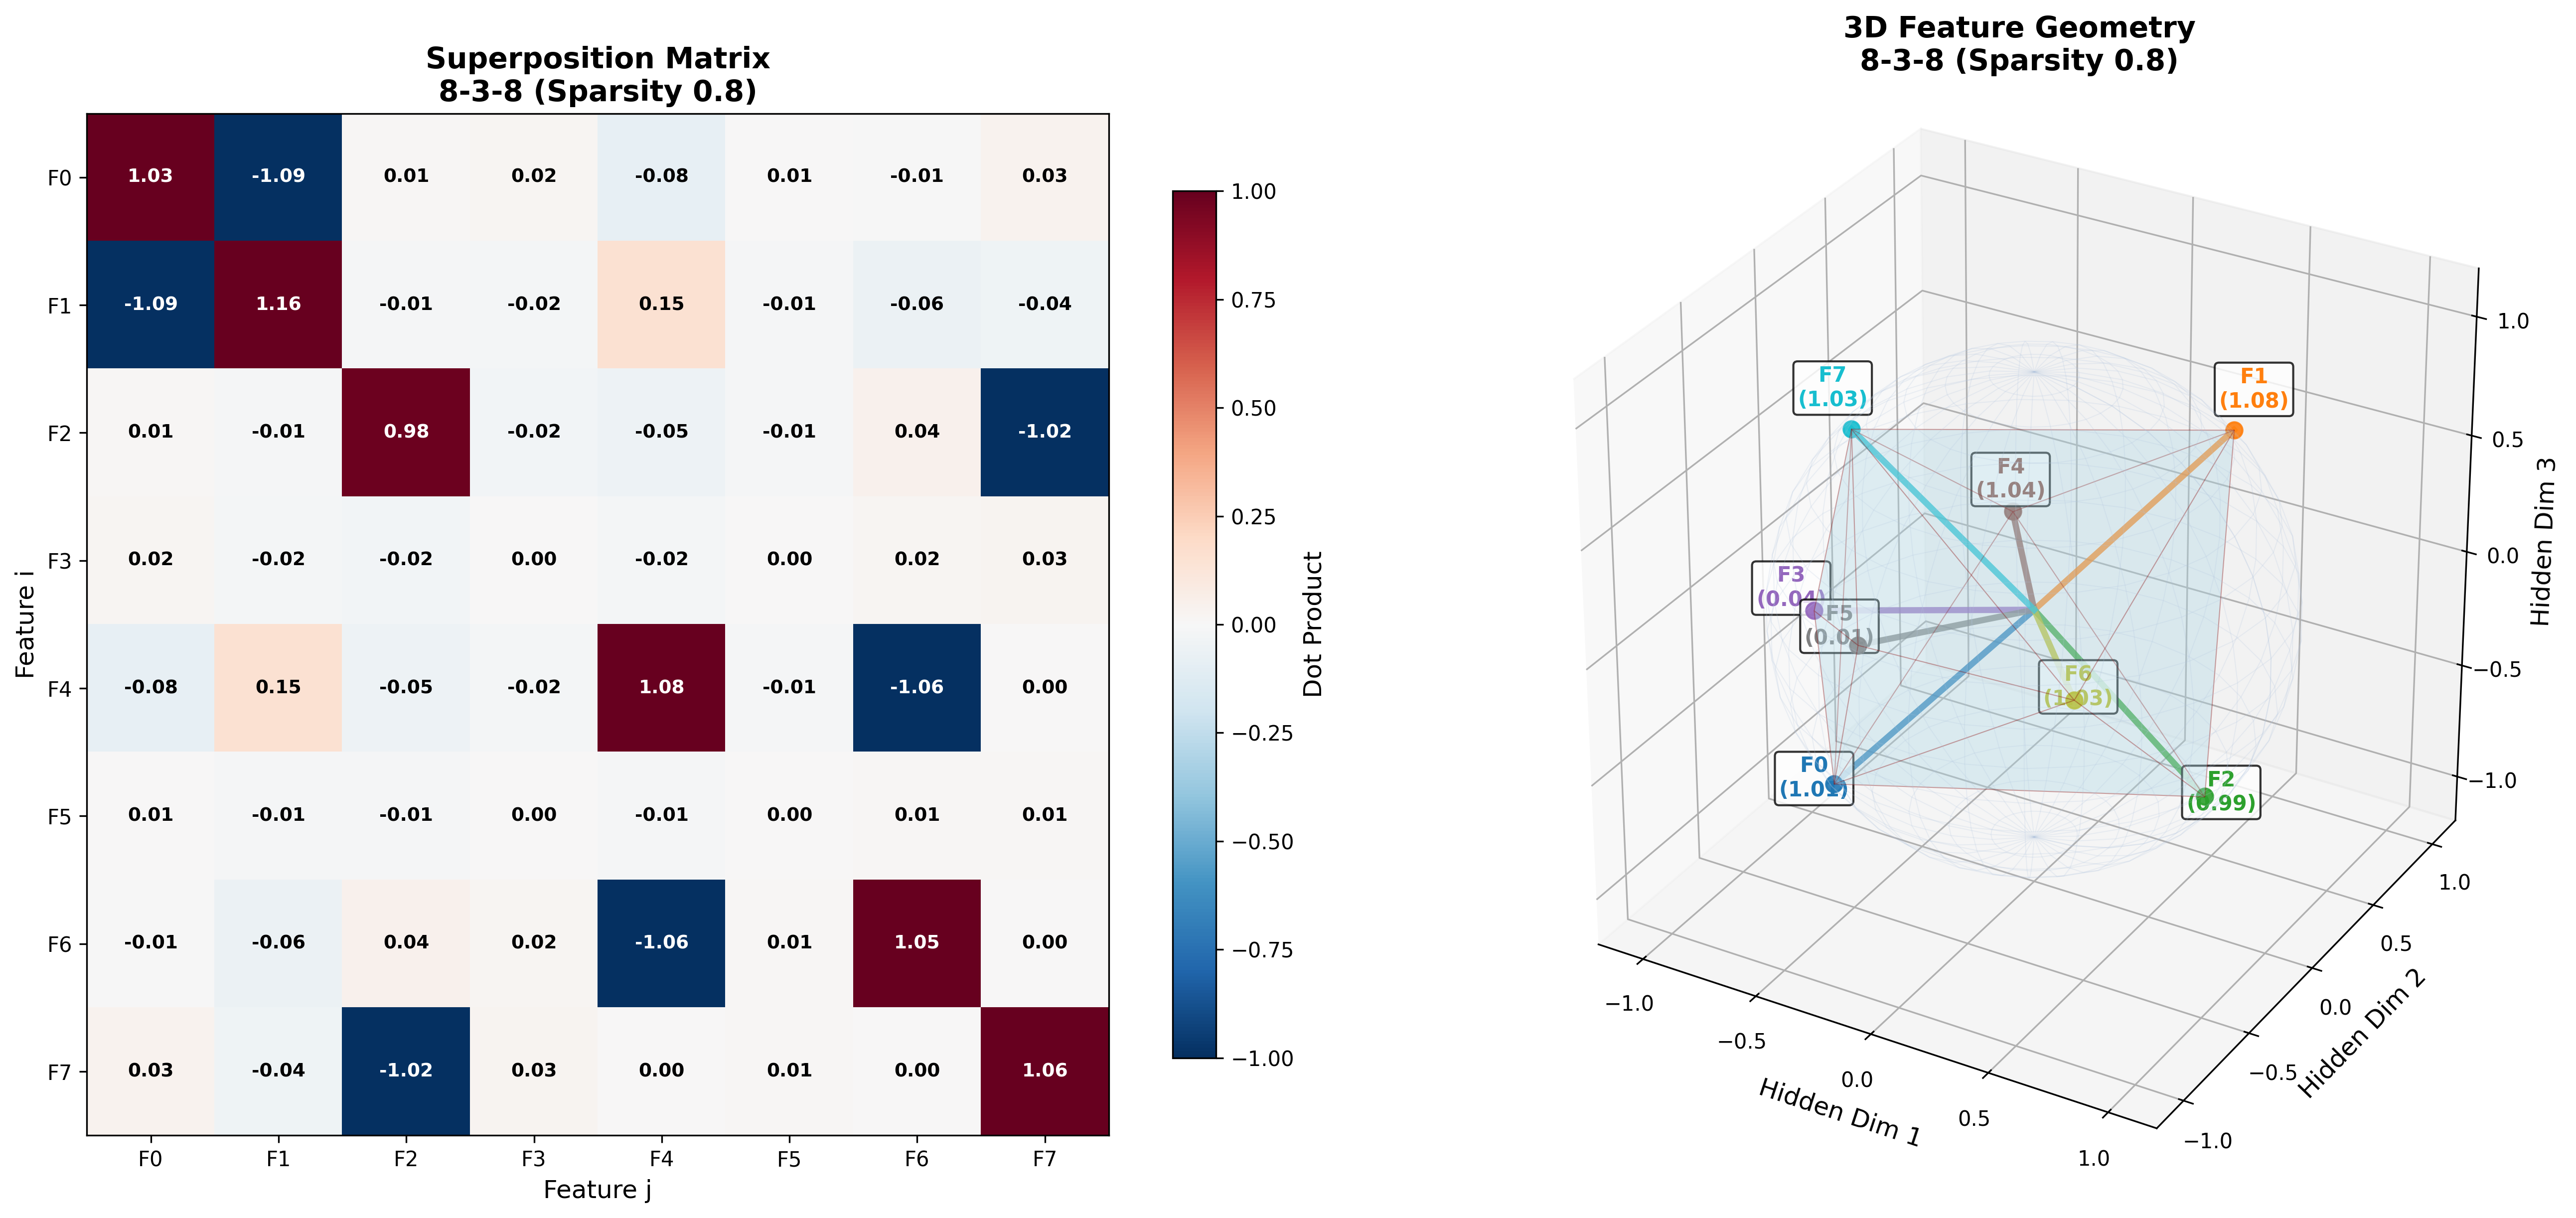 Superposition Matrix
8-3-8 (Sparsity 0.8)
F0 1.03 -1.09 0.01 0.02 -0.08 0.01 -0.01 0.03
F1 -1.09 1.16 -0.01 -0.02 0.15 -0.01 -0.06 -0.04
F2 0.01 -0.01 0.98 -0.02 -0.05 -0.01 0.04 -1.02
F3 0.02 -0.02 -0.02 0.00 -0.02 0.00 0.02 0.03
F4 -0.08 0.15 -0.05 -0.02 1.08 -0.01 -1.06 0.00
F5 0.01 -0.01 -0.01 0.00 -0.01 0.00 0.01 0.01
F6 -0.01 -0.06 0.04 0.02 -1.06 0.01 1.05 0.00
F7 0.03 -0.04 -1.02 0.03 0.00 0.01 0.00 1.06
F0 F1 F2 F3 F4 F5 F6 F7
Feature j
Feature i
1.00
0.75
0.50
0.25
0.00
−0.25
−0.50
−0.75
−1.00
Dot Product
3D Feature Geometry
8-3-8 (Sparsity 0.8)
F7
(1.03)
F1
(1.08)
F4
(1.04)
F3
(0.04)
F5
(0.01)
F6
(1.03)
F0
(1.01)
F2
(0.99)
1.0
0.5
0.0
−0.5
−1.0
Hidden Dim 3
−1.0
−0.5
0.0
0.5
1.0
Hidden Dim 1
1.0
0.5
0.0
−0.5
−1.0
Hidden Dim 2